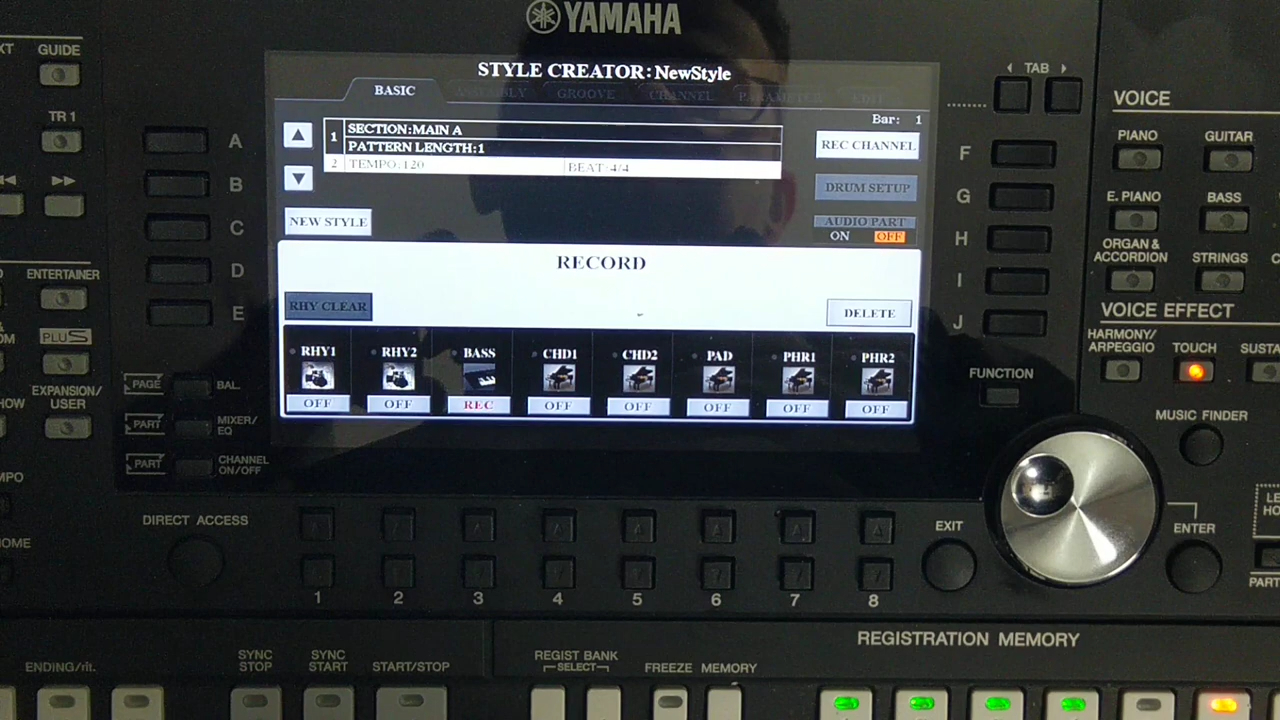 YAMAHA
GUIDE
TR 1
ENTERTAINER
PLUS
EXPANSION/
USER
A
B
C
D
E
PAGE BAL.
PART MIXER/
EQ
PART CHANNEL
ON/OFF
DIRECT ACCESS
STYLE CREATOR:NewStyle
BASIC ASSEMBLY GROOVE CHANNEL PARAMETER EDIT
Bar: 1
1 SECTION:MAIN A
PATTERN LENGTH:1
2 TEMPO:120 BEAT:4/4
REC CHANNEL
DRUM SETUP
NEW STYLE
AUDIO PART
ON OFF
RECORD
RHY CLEAR
DELETE
RHY1 RHY2 BASS CHD1 CHD2 PAD PHR1 PHR2
OFF OFF REC OFF OFF OFF OFF OFF
F
G
H
I
J
TAB
VOICE
PIANO GUITAR
E. PIANO BASS
ORGAN &
ACCORDION STRINGS
VOICE EFFECT
HARMONY/
ARPEGGIO TOUCH
FUNCTION
MUSIC FINDER
EXIT
ENTER
1 2 3 4 5 6 7 8
REGISTRATION MEMORY
ENDING/rit.
SYNC
STOP
SYNC
START
START/STOP
REGIST BANK
SELECT
FREEZE MEMORY